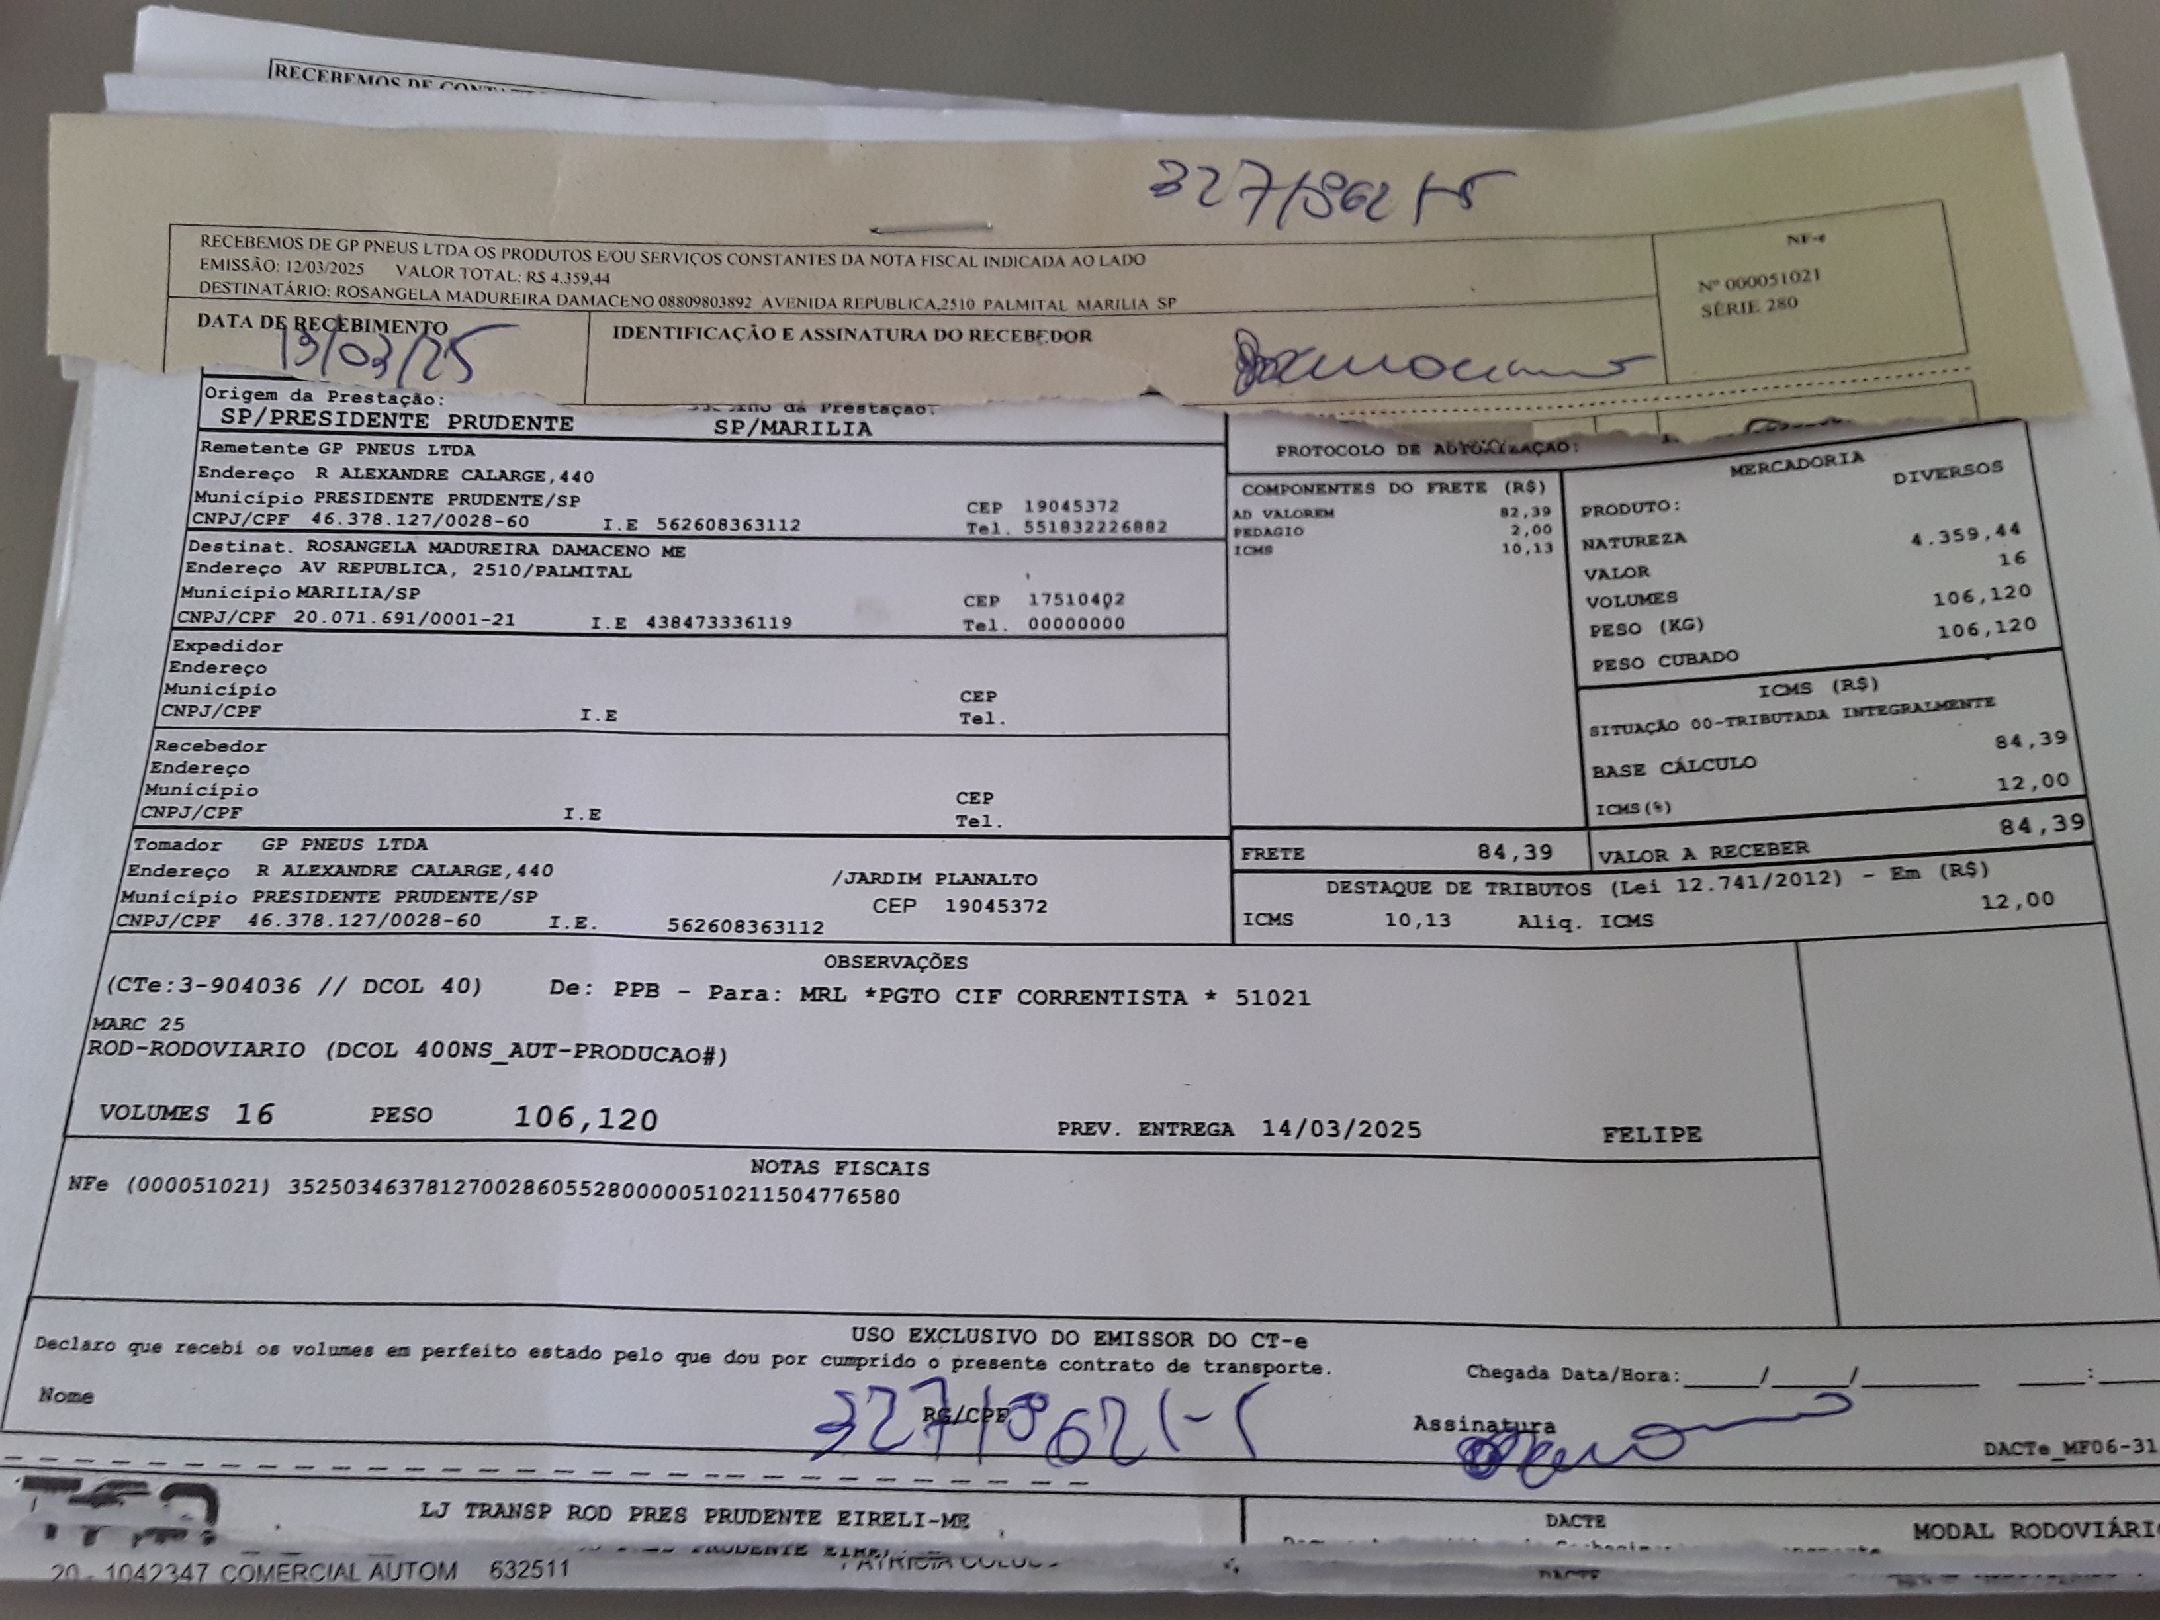 RECEBEMOS DE
327/8621-5
RECEBEMOS DE GP PNEUS LTDA OS PRODUTOS E/OU SERVIÇOS CONSTANTES DA NOTA FISCAL INDICADA AO LADO
EMISSÃO: 12/03/2025 VALOR TOTAL: R$ 4.359,44
DESTINATÁRIO: ROSANGELA MADUREIRA DAMACENO 08809803892 AVENIDA REPUBLICA,2510 PALMITAL MARILIA SP
NF-e
Nº 000051021
SÉRIE 280
DATA DE RECEBIMENTO
13/03/25
IDENTIFICAÇÃO E ASSINATURA DO RECEBEDOR
Origem da Prestação:
SP/PRESIDENTE PRUDENTE
da Prestação:
SP/MARILIA
Remetente GP PNEUS LTDA
Endereço R ALEXANDRE CALARGE,440
Município PRESIDENTE PRUDENTE/SP CEP 19045372
CNPJ/CPF 46.378.127/0028-60 I.E 562608363112 Tel. 551832226882
Destinat. ROSANGELA MADUREIRA DAMACENO ME
Endereço AV REPUBLICA, 2510/PALMITAL
Município MARILIA/SP CEP 17510402
CNPJ/CPF 20.071.691/0001-21 I.E 438473336119 Tel. 00000000
Expedidor
Endereço
Município CEP
CNPJ/CPF I.E Tel.
Recebedor
Endereço
Município CEP
CNPJ/CPF I.E Tel.
Tomador GP PNEUS LTDA
Endereço R ALEXANDRE CALARGE,440 /JARDIM PLANALTO
Município PRESIDENTE PRUDENTE/SP CEP 19045372
CNPJ/CPF 46.378.127/0028-60 I.E. 562608363112
PROTOCOLO DE AUTORIZAÇÃO:
COMPONENTES DO FRETE (R$)
AD VALOREM 82,39
PEDAGIO 2,00
ICMS 10,13
MERCADORIA
PRODUTO: DIVERSOS
NATUREZA
VALOR 4.359,44
VOLUMES 16
PESO (KG) 106,120
PESO CUBADO 106,120
ICMS (R$)
SITUAÇÃO 00-TRIBUTADA INTEGRALMENTE
BASE CÁLCULO 84,39
ICMS(%) 12,00
FRETE 84,39
VALOR A RECEBER 84,39
DESTAQUE DE TRIBUTOS (Lei 12.741/2012) - Em (R$)
ICMS 10,13 Aliq. ICMS 12,00
OBSERVAÇÕES
(CTe:3-904036 // DCOL 40) De: PPB - Para: MRL *PGTO CIF CORRENTISTA * 51021
MARC 25
ROD-RODOVIARIO (DCOL 400NS_AUT-PRODUCAO#)
VOLUMES 16 PESO 106,120 PREV. ENTREGA 14/03/2025 FELIPE
NOTAS FISCAIS
NFe (000051021) 35250346378127002860552800000510211504776580
USO EXCLUSIVO DO EMISSOR DO CT-e
Declaro que recebi os volumes em perfeito estado pelo que dou por cumprido o presente contrato de transporte.
Chegada Data/Hora:_____/_____/_______ ____:____
Nome RG/CPF Assinatura
327/8621-5
DACTe_MF06-31
LJ TRANSP ROD PRES PRUDENTE EIRELI-ME
DACTE
MODAL RODOVIÁRIO
20 - 1042347 COMERCIAL AUTOM 632511
DACTE